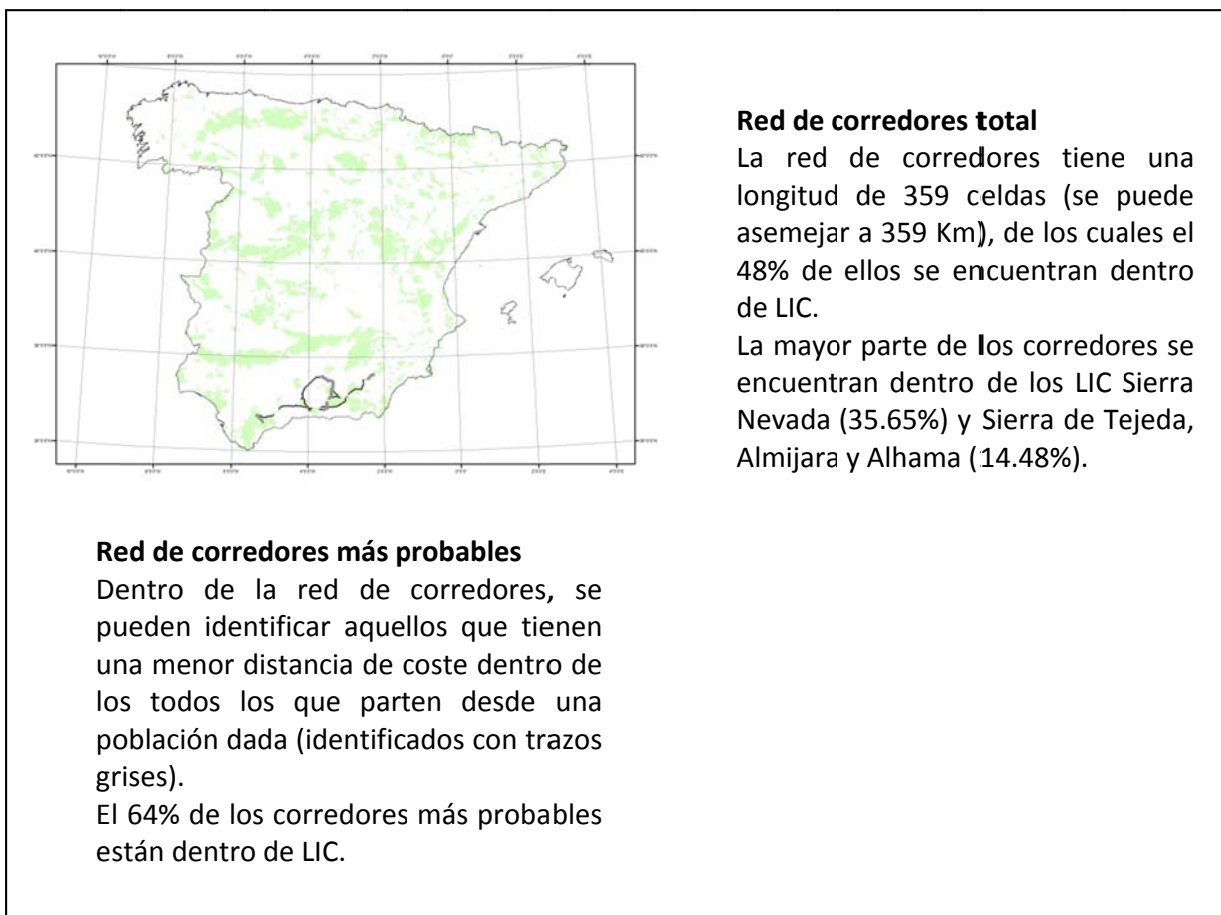 Red de corredores total
La red de corredores tiene una
longitud de 359 celdas (se puede
asemejar a 359 Km), de los cuales el
48% de ellos se encuentran dentro
de LIC.
La mayor parte de los corredores se
encuentran dentro de los LIC Sierra
Nevada (35.65%) y Sierra de Tejeda,
Almijara y Alhama (14.48%).
Red de corredores más probables
Dentro de la red de corredores, se
pueden identificar aquellos que tienen
una menor distancia de coste dentro de
los todos los que parten desde una
población dada (identificados con trazos
grises).
El 64% de los corredores más probables
están dentro de LIC.